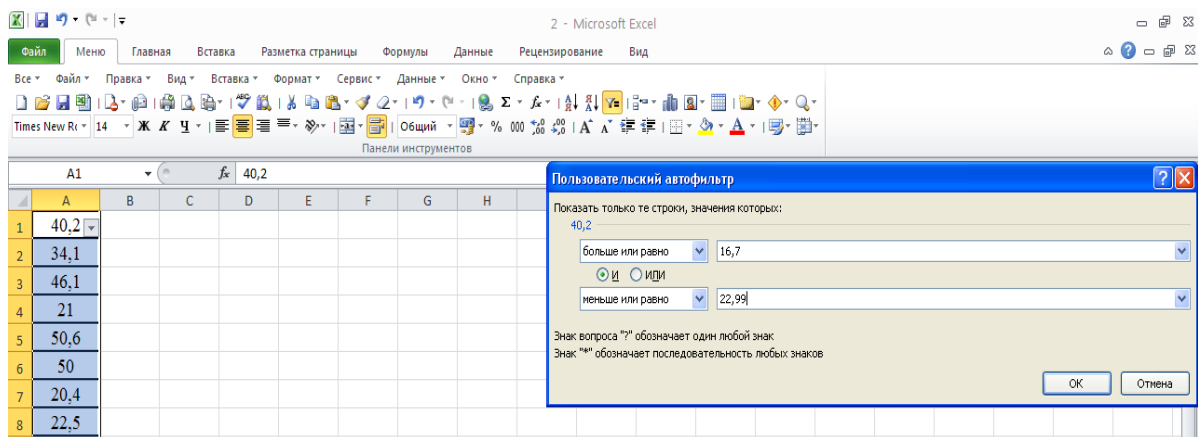 2 - Microsoft Excel
Файл Меню Главная Вставка Разметка страницы Формулы Данные Рецензирование Вид
Все Файл Правка Вид Вставка Формат Сервис Данные Окно Справка
Times New Rc 14 Ж К Ч Общий % 000
Панели инструментов
A1 fx 40,2
A B C D E F G H
1 40,2
2 34,1
3 46,1
4 21
5 50,6
6 50
7 20,4
8 22,5
Пользовательский автофильтр
Показать только те строки, значения которых:
40,2
больше или равно 16,7
И ИЛИ
меньше или равно 22,99
Знак вопроса "?" обозначает один любой знак
Знак "*" обозначает последовательность любых знаков
ОК Отмена